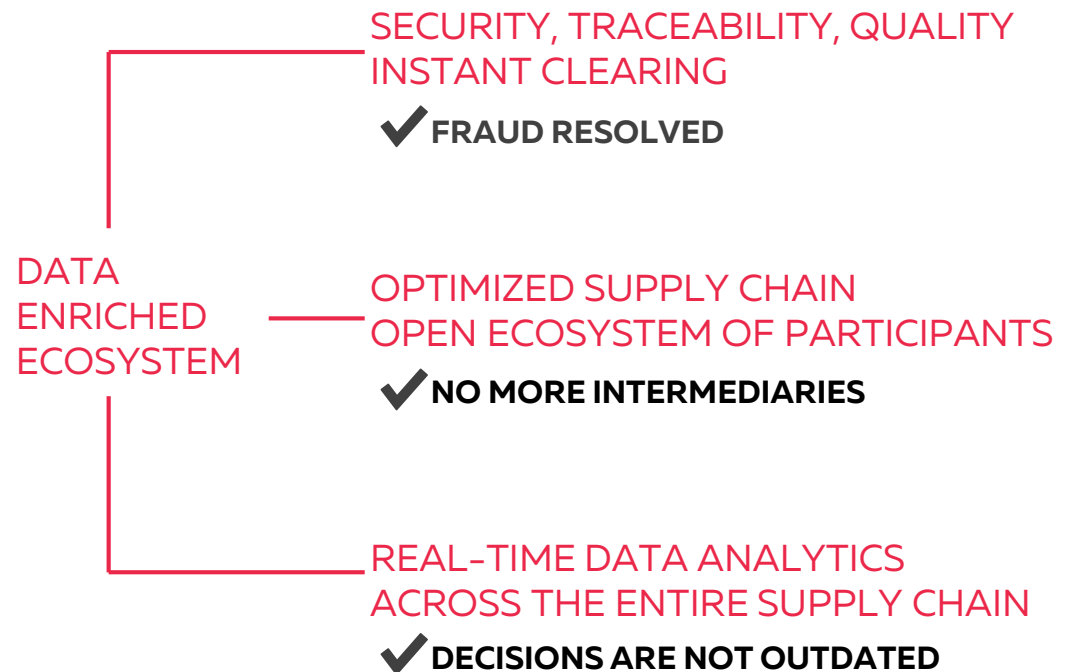 SECURITY, TRACEABILITY, QUALITY
INSTANT CLEARING
FRAUD RESOLVED
DATA
ENRICHED
ECOSYSTEM
OPTIMIZED SUPPLY CHAIN
OPEN ECOSYSTEM OF PARTICIPANTS
NO MORE INTERMEDIARIES
REAL-TIME DATA ANALYTICS
ACROSS THE ENTIRE SUPPLY CHAIN
DECISIONS ARE NOT OUTDATED